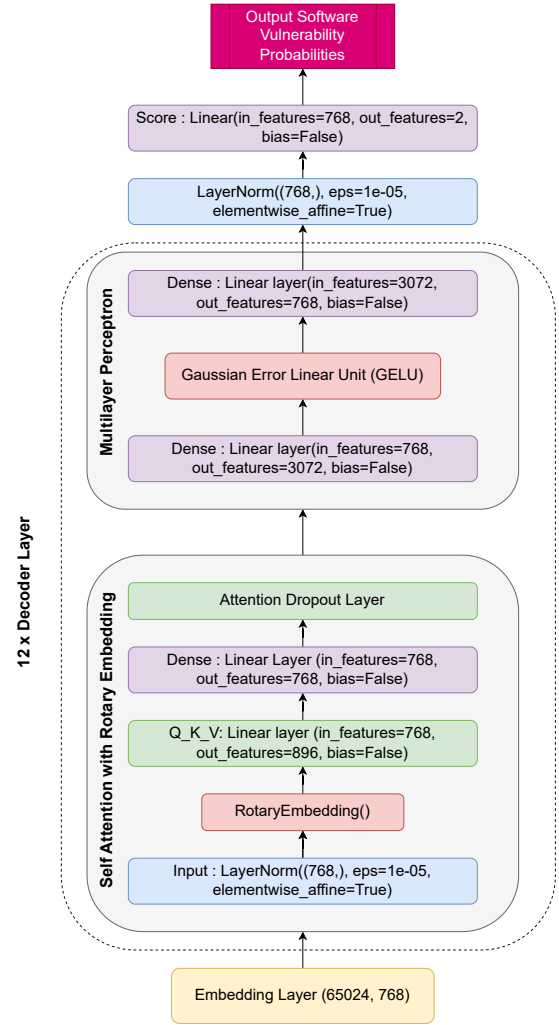 Output Software
Vulnerability
Probabilities
Score : Linear(in_features=768, out_features=2,
bias=False)
LayerNorm((768,), eps=1e-05,
elementwise_affine=True)
12 x Decoder Layer
Multilayer Perceptron
Dense : Linear layer(in_features=3072,
out_features=768, bias=False)
Gaussian Error Linear Unit (GELU)
Dense : Linear layer(in_features=768,
out_features=3072, bias=False)
Self Attention with Rotary Embedding
Attention Dropout Layer
Dense : Linear Layer (in_features=768,
out_features=768, bias=False)
Q_K_V: Linear layer (in_features=768,
out_features=896, bias=False)
RotaryEmbedding()
Input : LayerNorm((768,), eps=1e-05,
elementwise_affine=True)
Embedding Layer (65024, 768)